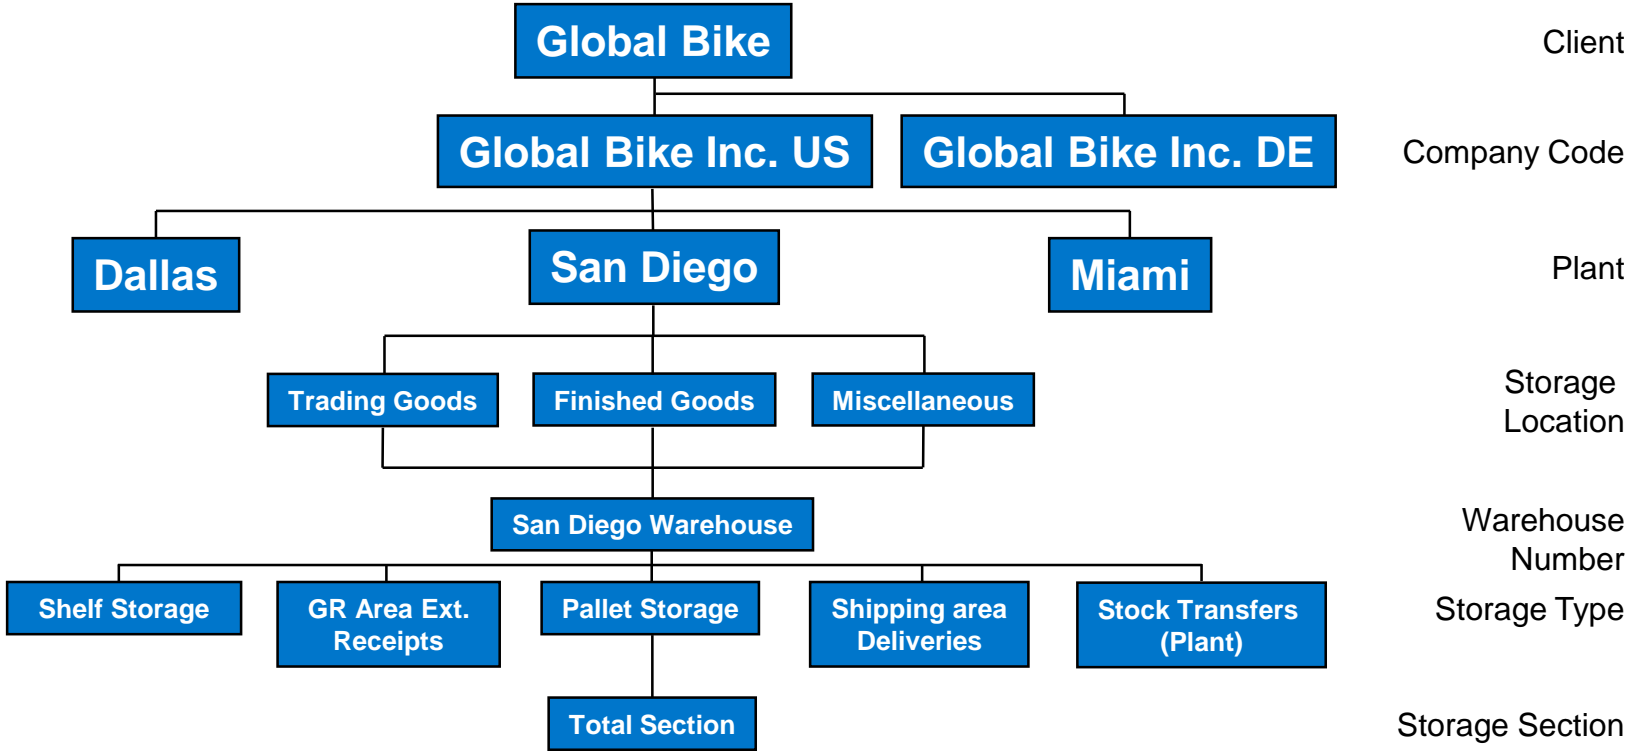 Global Bike
Client
Global Bike Inc. US
Global Bike Inc. DE
Company Code
Dallas
San Diego
Miami
Plant
Trading Goods
Finished Goods
Miscellaneous
Storage
Location
San Diego Warehouse
Warehouse
Number
Shelf Storage
GR Area Ext.
Receipts
Pallet Storage
Shipping area
Deliveries
Stock Transfers
(Plant)
Storage Type
Total Section
Storage Section